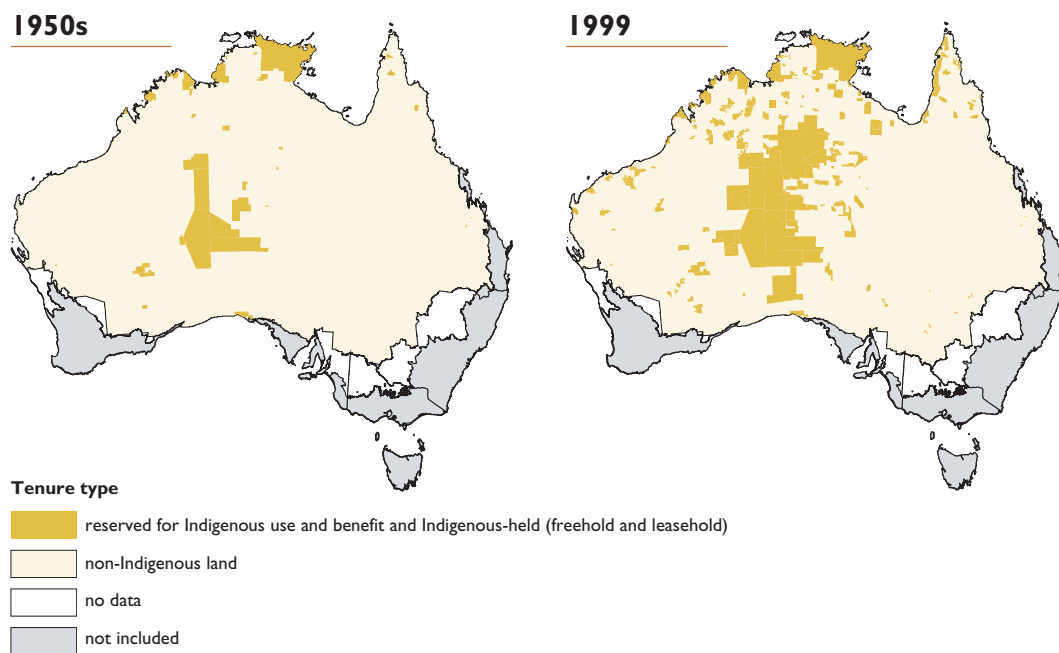 1950s
1999
Tenure type
reserved for Indigenous use and benefit and Indigenous-held (freehold and leasehold)
non-Indigenous land
no data
not included